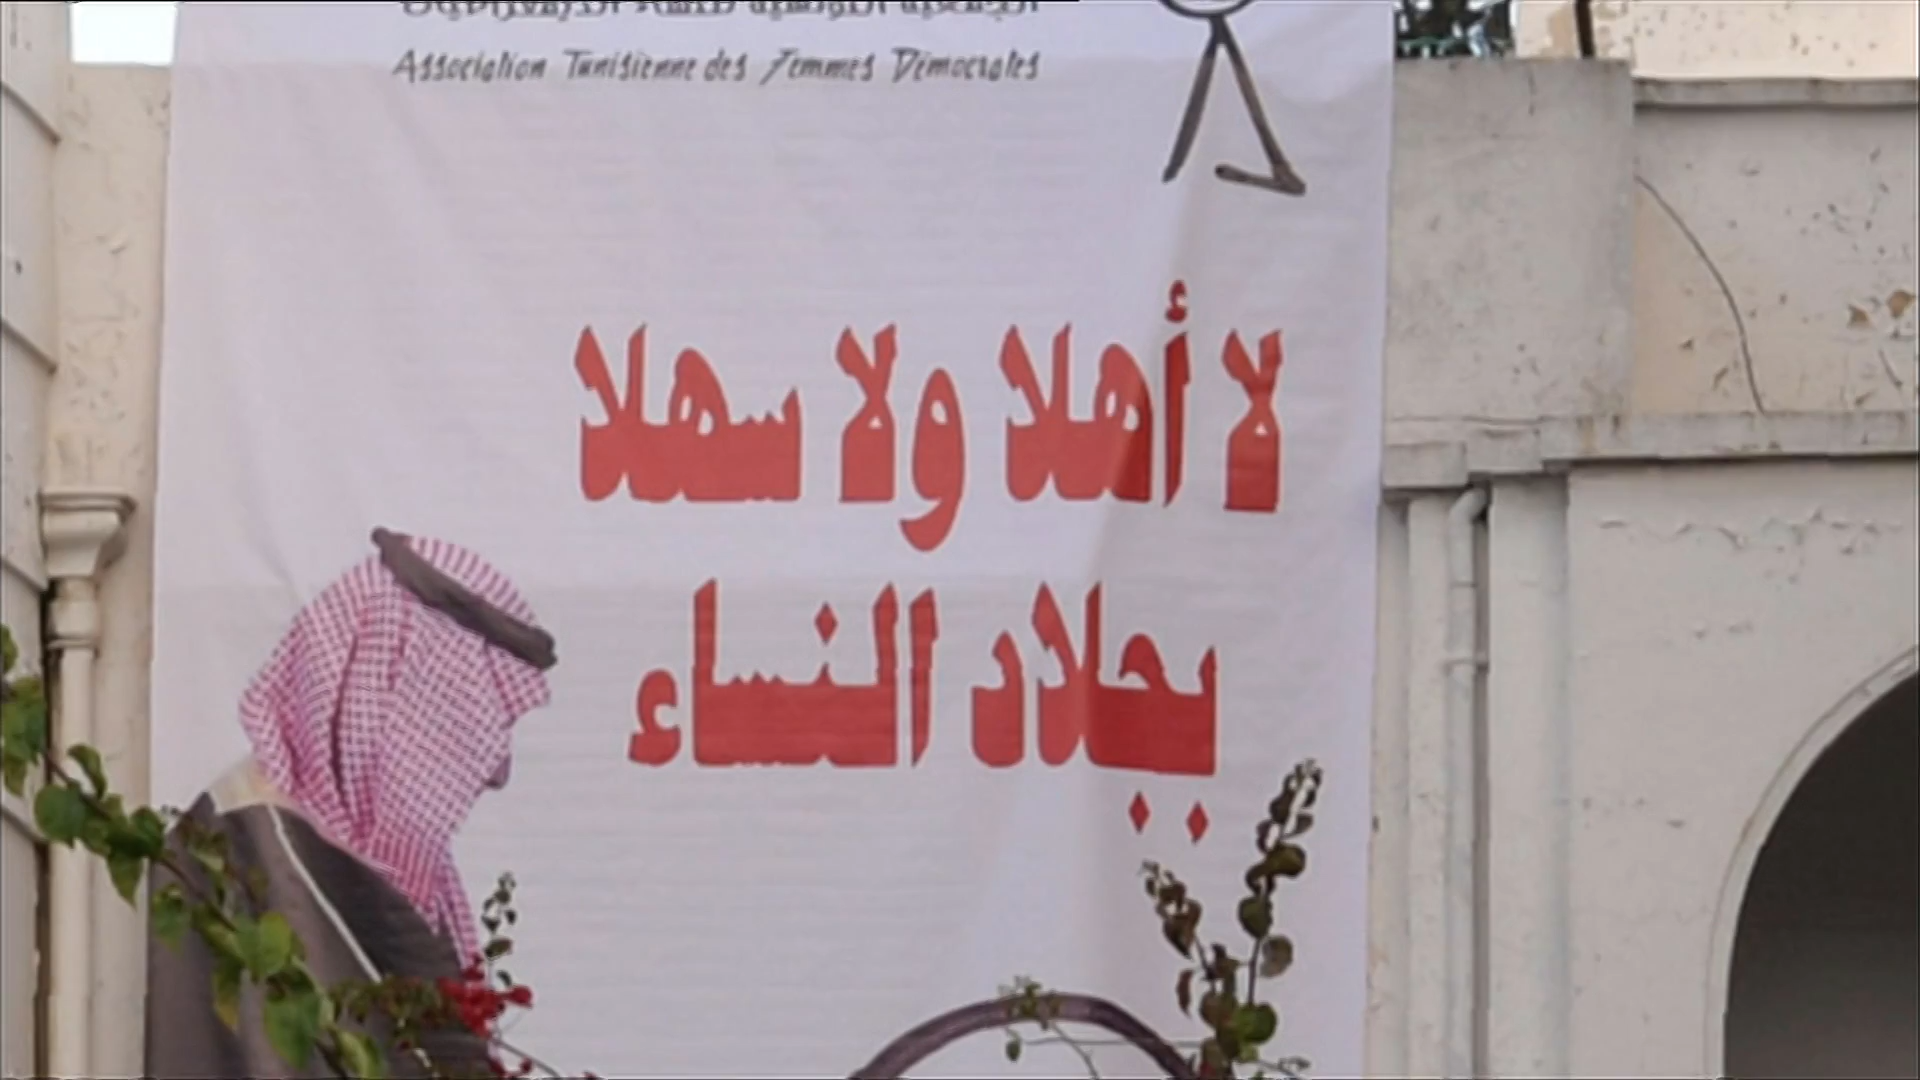 Association Tunisienne des Femmes Démocrates
لا أهلا ولا سهلا
بجلاد النساء